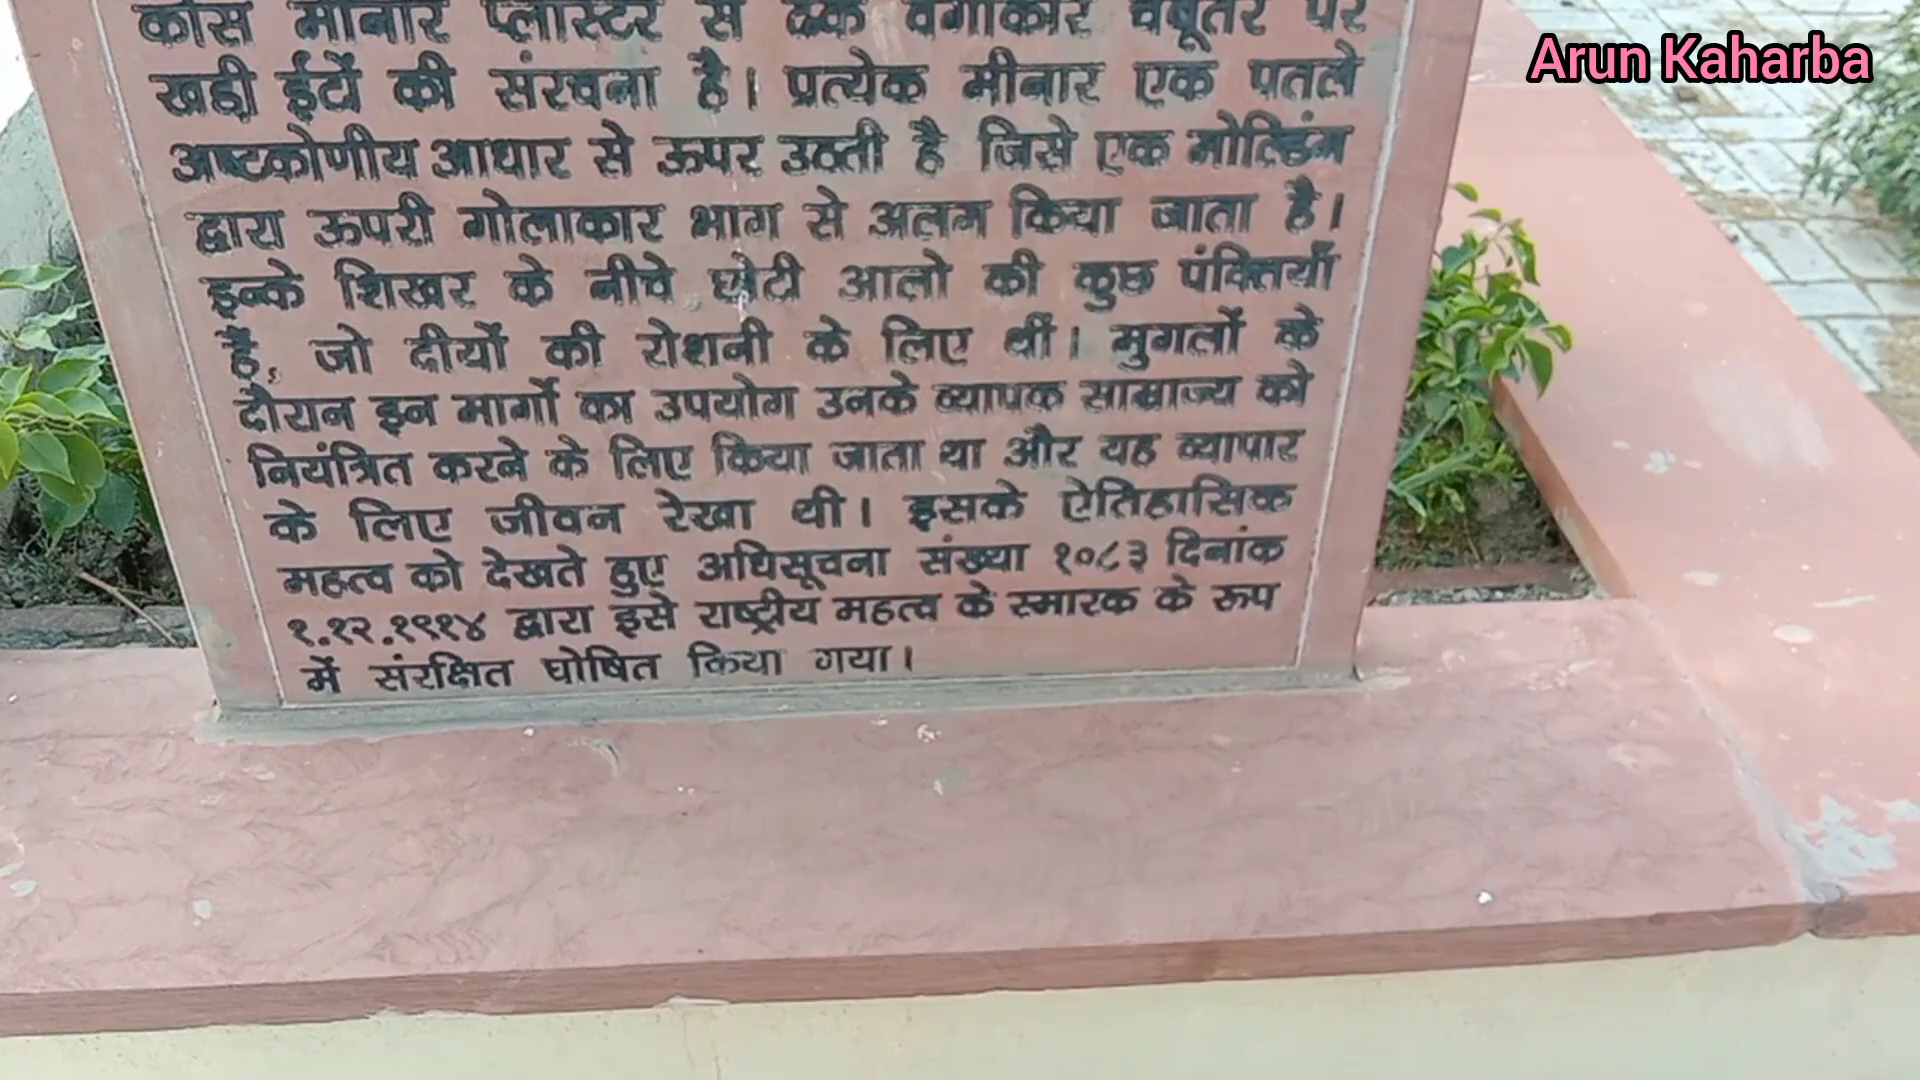 कोस मीनार प्लास्टर से ढके वर्गाकार चबूतरे पर
खडी ईटों की संरचना है। प्रत्येक मीनार एक पतले
अष्टकोणीय आधार से ऊपर उठती है जिसे एक मोल्डिंग
द्वारा ऊपरी गोलाकार भाग से अलग किया जाता है।
इनके शिखर के नीचे छोटी आलो की कुछ पंक्तियाँ
हैं, जो दीयों की रोशनी के लिए थीं। मुगलों के
दौरान इन मार्गो का उपयोग उनके व्यापक साम्राज्य को
नियंत्रित करने के लिए किया जाता था और यह व्यापार
के लिए जीवन रेखा थी। इसके ऐतिहासिक
महत्व को देखते हुए अधिसूचना संख्या १०८३ दिनांक
१.१२.१९१४ द्वारा इसे राष्ट्रीय महत्व के स्मारक के रूप
में संरक्षित घोषित किया गया।
Arun Kaharba